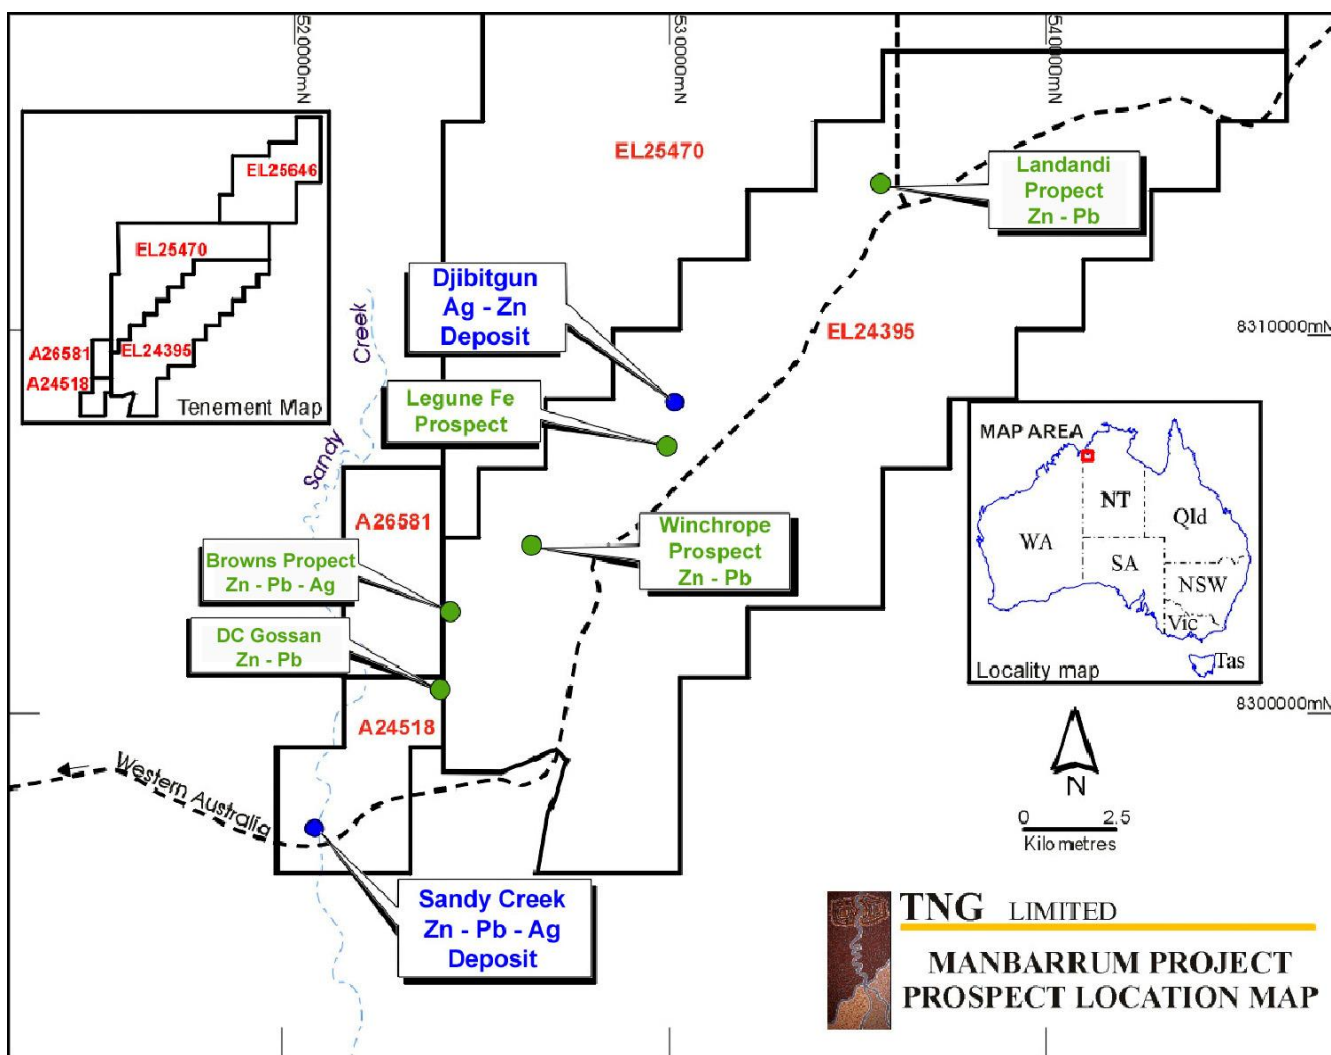 520000mN
530000mN
540000mN
EL25646
EL25470
A26581
EL24395
A24518
Tenement Map
EL25470
Landandi
Propect
Zn - Pb
Djibitgun
Ag - Zn
Deposit
Creek
Sandy
EL24395
8310000mN
Legune Fe
Prospect
MAP AREA
NT
Qld
WA
SA
NSW
Vic
Tas
Locality map
A26581
Winchrope
Prospect
Zn - Pb
Browns Propect
Zn - Pb - Ag
DC Gossan
Zn - Pb
A24518
8300000mN
Western Australia
N
0 2.5
Kilometres
Sandy Creek
Zn - Pb - Ag
Deposit
TNG LIMITED
MANBARRUM PROJECT
PROSPECT LOCATION MAP